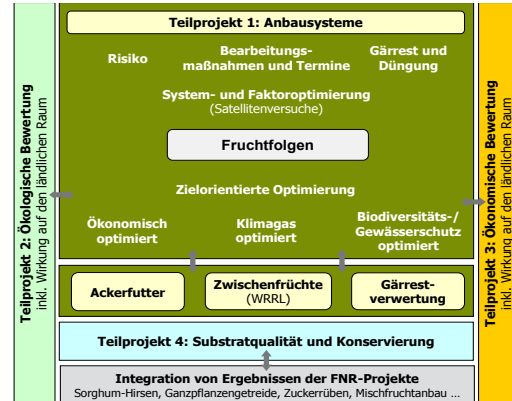 Teilprojekt 1: Anbausysteme
Risiko
Bearbeitungs-
maßnahmen und Termine
Gärrest und
Düngung
System- und Faktoroptimierung
(Satellitenversuche)
Fruchtfolgen
Zielorientierte Optimierung
Ökonomisch
optimiert
Klimagas
optimiert
Biodiversitäts-/
Gewässerschutz
optimiert
Ackerfutter
Zwischenfrüchte
(WRRL)
Gärrest-
verwertung
Teilprojekt 4: Substratqualität und Konservierung
Integration von Ergebnissen der FNR-Projekte
Sorghum-Hirsen, Ganzpflanzengetreide, Zuckerrüben, Mischfruchtanbau ...
Teilprojekt 2: Ökologische Bewertung
inkl. Wirkung auf den ländlichen Raum
Teilprojekt 3: Ökonomische Bewertung
inkl. Wirkung auf den ländlichen Raum